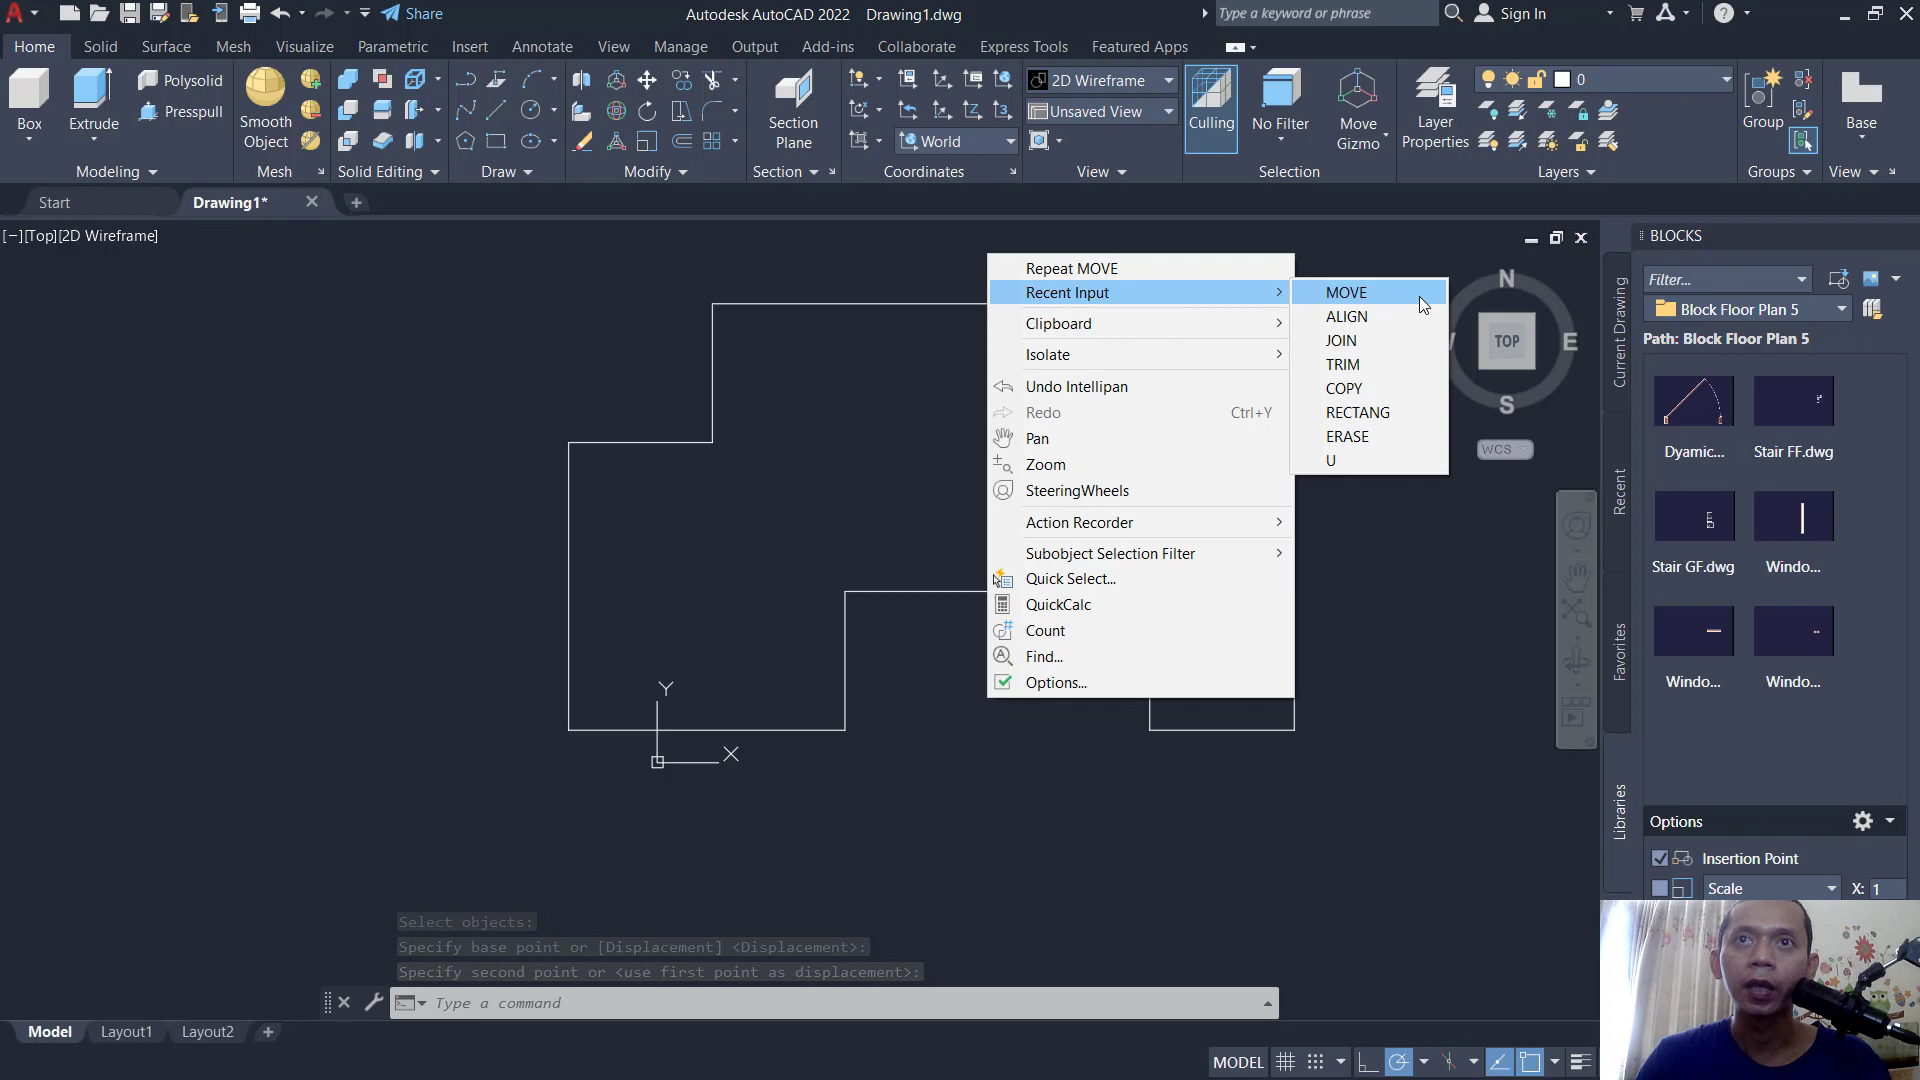 Share
Autodesk AutoCAD 2022 Drawing1.dwg
Type a keyword or phrase
Sign In
Home Solid Surface Mesh Visualize Parametric Insert Annotate View Manage Output Add-ins Collaborate Express Tools Featured Apps
Box
Extrude
Polysolid
Presspull
Smooth
Object
Section
Plane
World
2D Wireframe
Unsaved View
Culling
No Filter
Move
Gizmo
Layer
Properties
0
Group
Base
Modeling Mesh Solid Editing Draw Modify Section Coordinates View Selection Layers Groups View
Start Drawing1*
[−][Top][2D Wireframe]
Repeat MOVE
Recent Input
Clipboard
Isolate
Undo Intellipan
Redo Ctrl+Y
Pan
Zoom
SteeringWheels
Action Recorder
Subobject Selection Filter
Quick Select...
QuickCalc
Count
Find...
Options...
MOVE
ALIGN
JOIN
TRIM
COPY
RECTANG
ERASE
U
N
TOP
E
S
WCS
Y
X
BLOCKS
Filter...
Block Floor Plan 5
Path: Block Floor Plan 5
Current Drawing
Recent
Favorites
Libraries
Dyamic... Stair FF.dwg
Stair GF.dwg Windo...
Windo... Windo...
Options
Insertion Point
Scale X: 1
Select objects:
Specify base point or [Displacement] <Displacement>:
Specify second point or <use first point as displacement>:
Type a command
Model Layout1 Layout2
MODEL